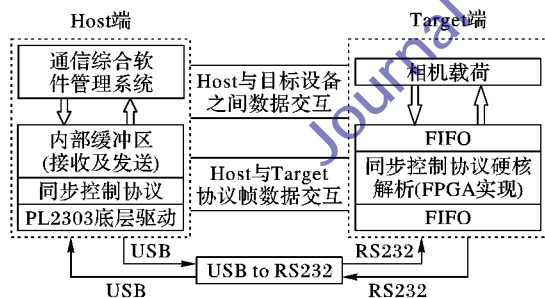 Host端
Target端
通信综合软
件管理系统
Host与目标设备
之间数据交互
相机载荷
内部缓冲区
(接收及发送)
同步控制协议
PL2303底层驱动
Host与Target
协议帧数据交互
FIFO
同步控制协议硬核
解析(FPGA实现)
FIFO
USB
USB to RS232
RS232
USB
RS232
Journal